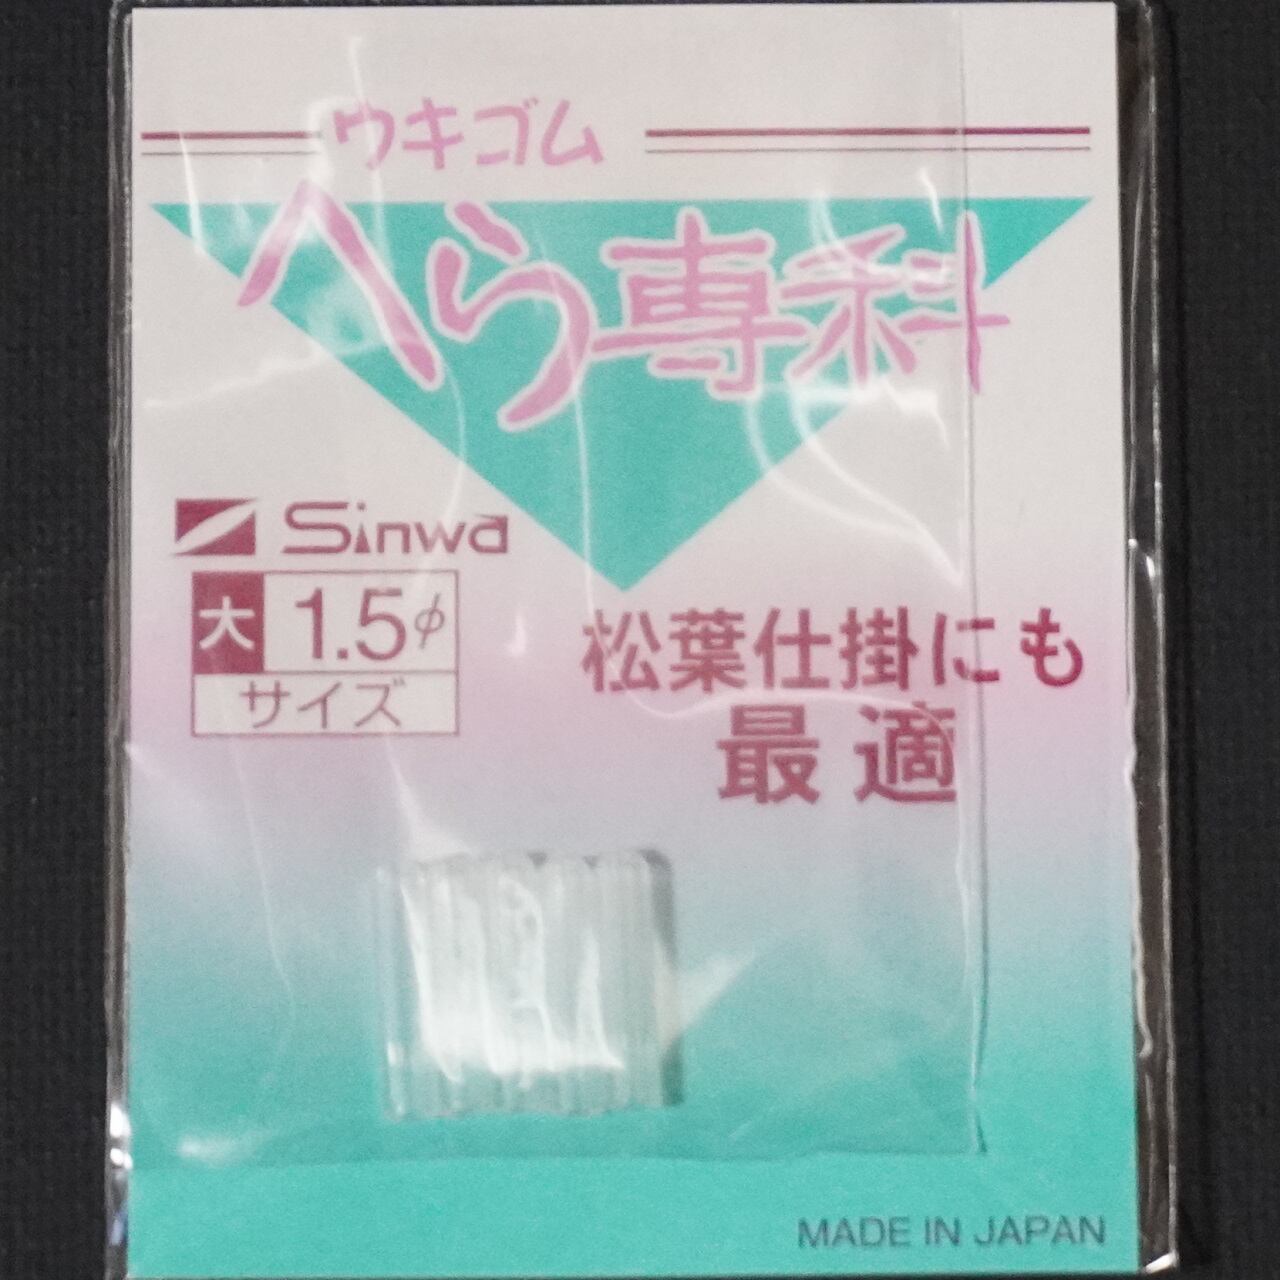 ウキゴム
へら専科
Sinwa
大 1.5φ
サイズ
松葉仕掛にも
最適
MADE IN JAPAN